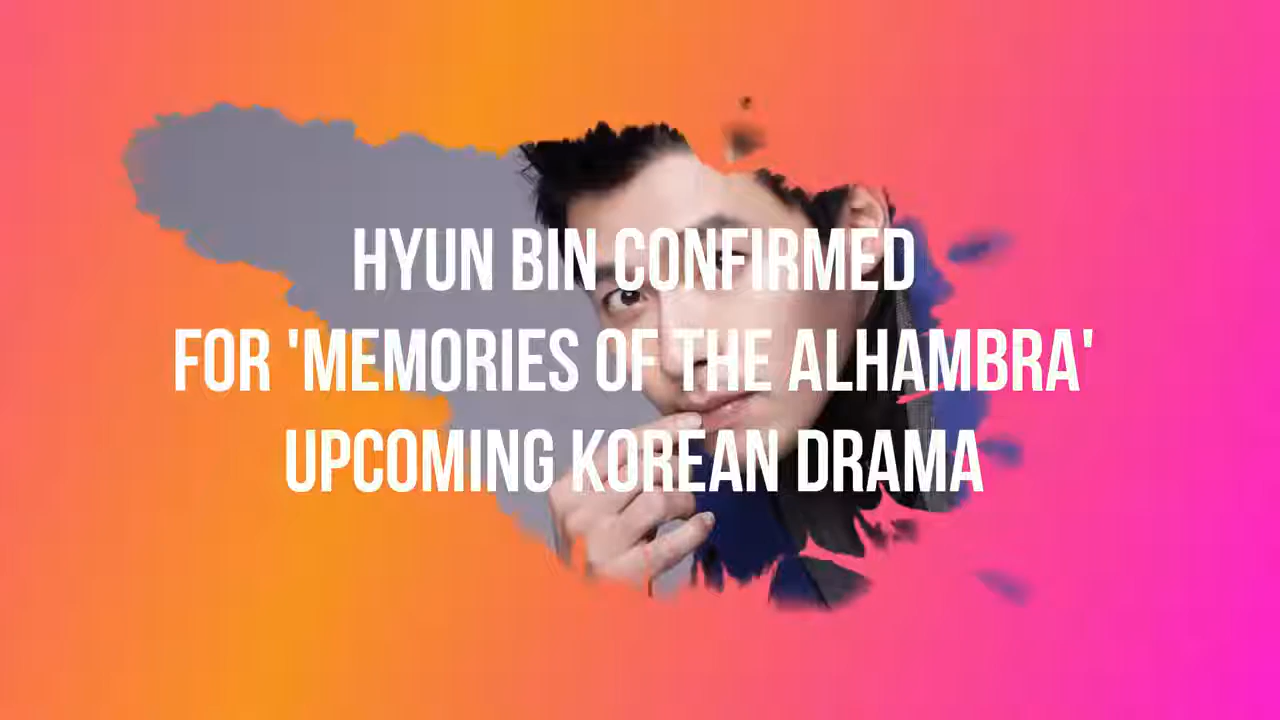 HYUN BIN CONFIRMED
FOR 'MEMORIES OF THE ALHAMBRA'
UPCOMING KOREAN DRAMA